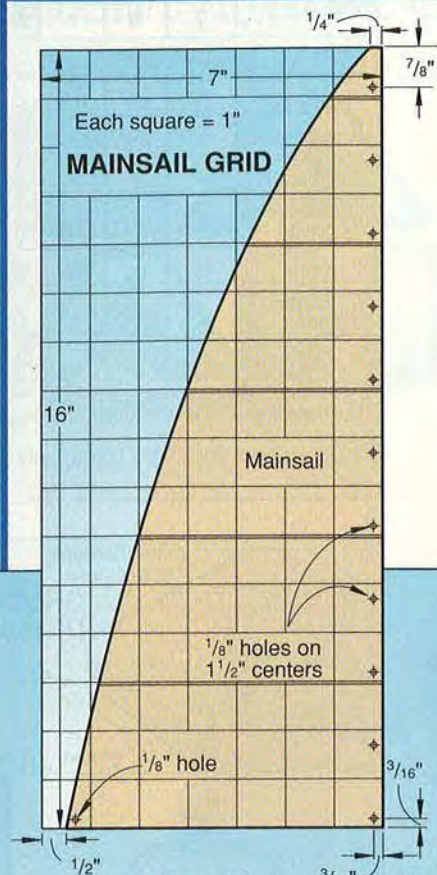 1/4"
7/8"
7"
Each square = 1"
MAINSAIL GRID
16"
Mainsail
1/8" holes on
1 1/2" centers
1/8" hole
3/16"
1/2"